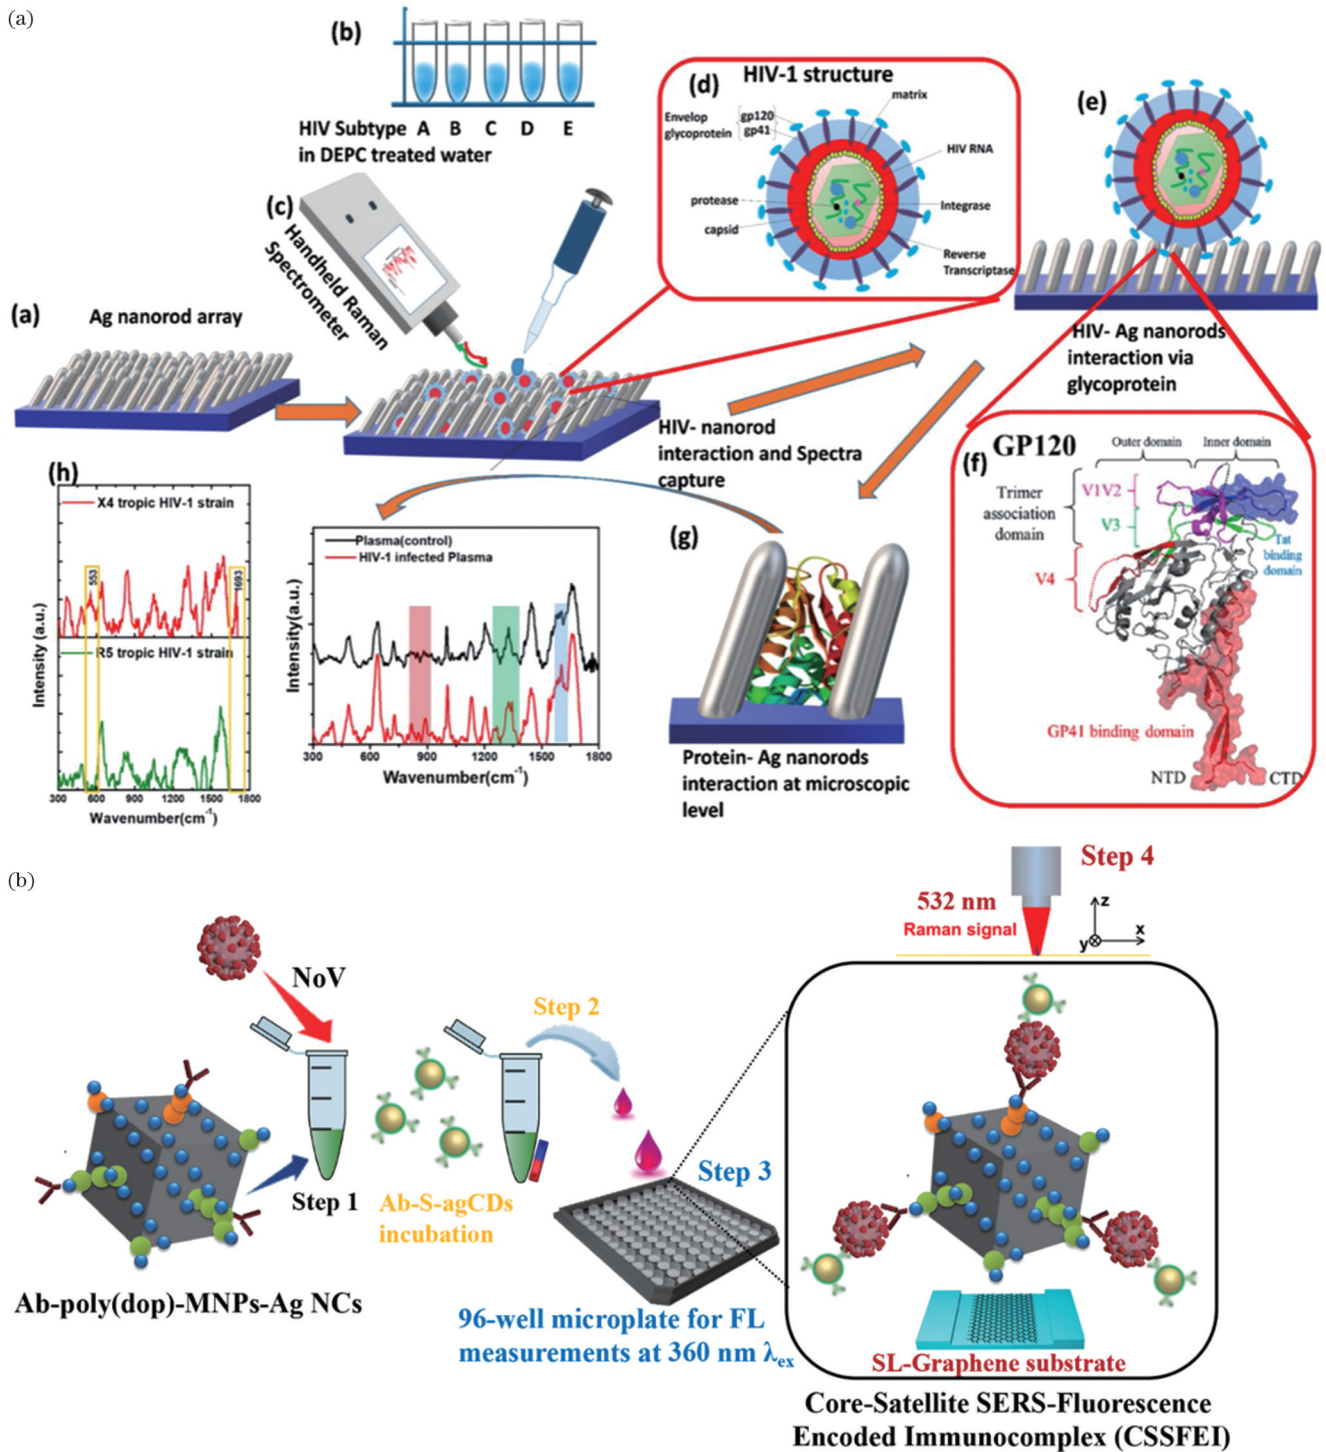 (a)
(b)
HIV Subtype A B C D E
in DEPC treated water
(c)
Handheld Raman
Spectrometer
(d)
HIV-1 structure
Envelop
glycoprotein
gp120
gp41
matrix
HIV RNA
protease
capsid
Integrase
Reverse
Transcriptase
(e)
HIV- Ag nanorods
interaction via
glycoprotein
(a)
Ag nanorod array
HIV- nanorod
interaction and Spectra
capture
(f)
GP120
Outer domain
Inner domain
Trimer
association
domain
V1V2
V3
V4
Tat
binding
domain
GP41 binding domain
NTD
CTD
(g)
Protein- Ag nanorods
interaction at microscopic
level
(h)
X4 tropic HIV-1 strain
553
1693
R5 tropic HIV-1 strain
Intensity (a.u.)
300 600 900 1200 1500 1800
Wavenumber(cm-1)
Plasma(control)
HIV-1 infected Plasma
Intensity(a.u.)
300 600 900 1200 1500 1800
Wavenumber(cm-1)
(b)
NoV
Step 1
Ab-poly(dop)-MNPs-Ag NCs
Ab-S-agCDs
incubation
Step 2
Step 3
96-well microplate for FL
measurements at 360 nm λex
Step 4
532 nm
Raman signal
z
x
y
SL-Graphene substrate
Core-Satellite SERS-Fluorescence
Encoded Immunocomplex (CSSFEI)